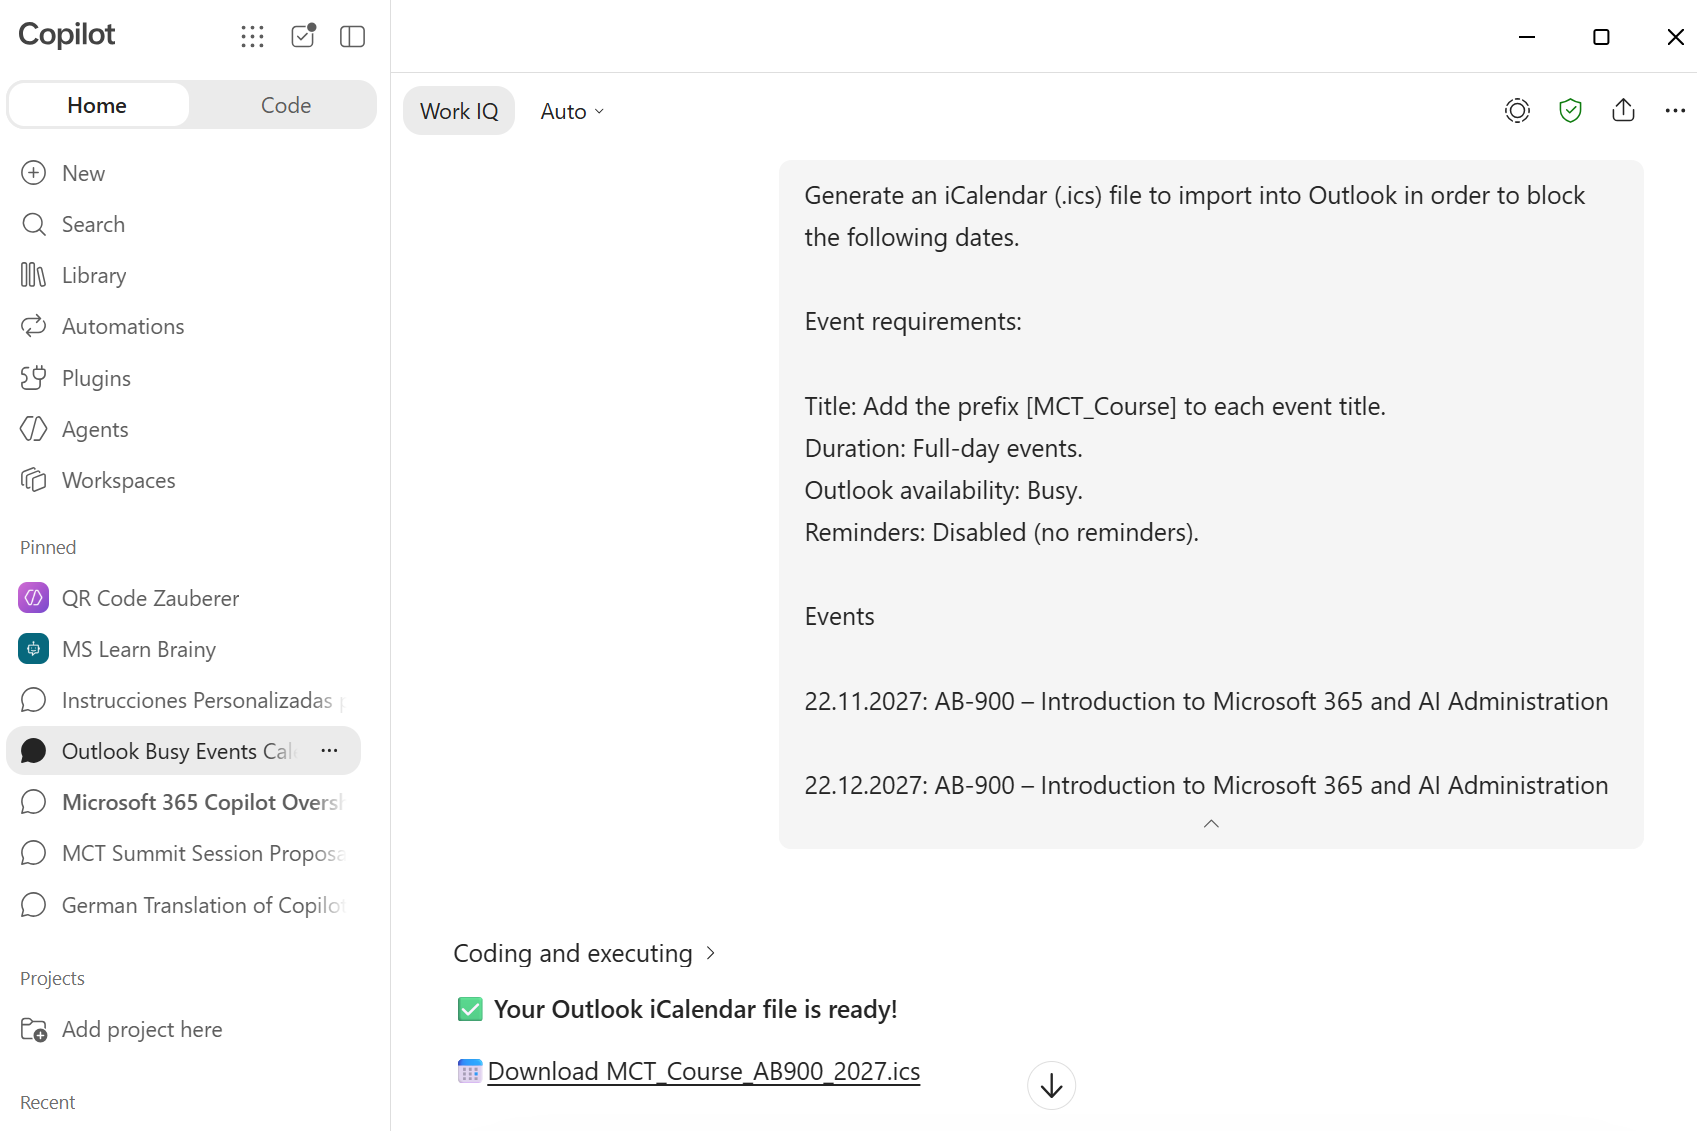 Copilot
Home
Code
New
Search
Library
Automations
Plugins
Agents
Workspaces
Pinned
QR Code Zauberer
MS Learn Brainy
Instrucciones Personalizadas
Outlook Busy Events Cal
Microsoft 365 Copilot Oversh
MCT Summit Session Proposa
German Translation of Copilot
Projects
Add project here
Recent
Work IQ
Auto
Generate an iCalendar (.ics) file to import into Outlook in order to block
the following dates.
Event requirements:
Title: Add the prefix [MCT_Course] to each event title.
Duration: Full-day events.
Outlook availability: Busy.
Reminders: Disabled (no reminders).
Events
22.11.2027: AB-900 – Introduction to Microsoft 365 and AI Administration
22.12.2027: AB-900 – Introduction to Microsoft 365 and AI Administration
Coding and executing
Your Outlook iCalendar file is ready!
Download MCT_Course_AB900_2027.ics